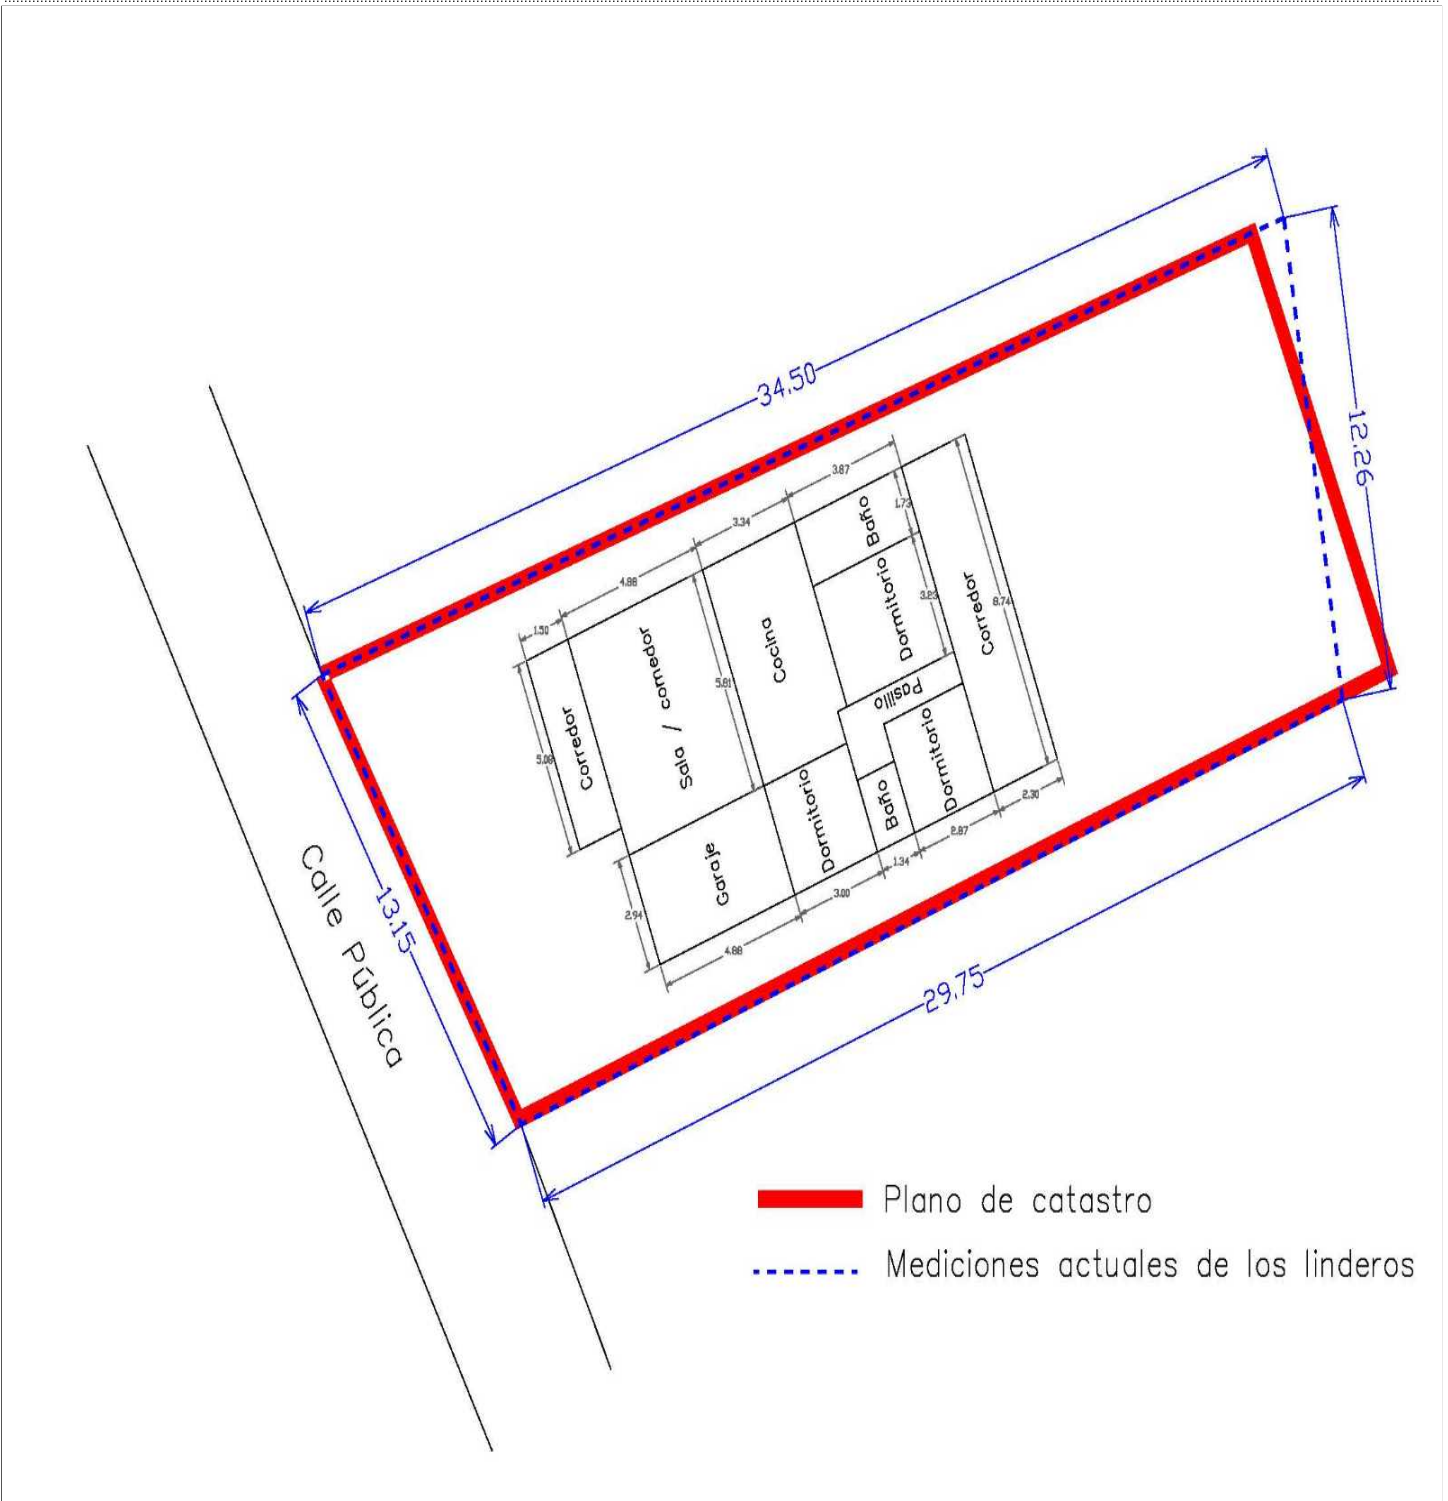 34.50
12.26
3.87
3.34
4.88
1.50
1.73
Baño
Dormitorio
3.23
Corredor
8.74
Cocina
Sala / comedor
5.81
Pasillo
Corredor
5.08
Dormitorio
Dormitorio
Baño
Garaje
2.30
2.87
1.34
3.00
2.94
4.88
Calle Pública
13.15
29.75
Plano de catastro
Mediciones actuales de los linderos